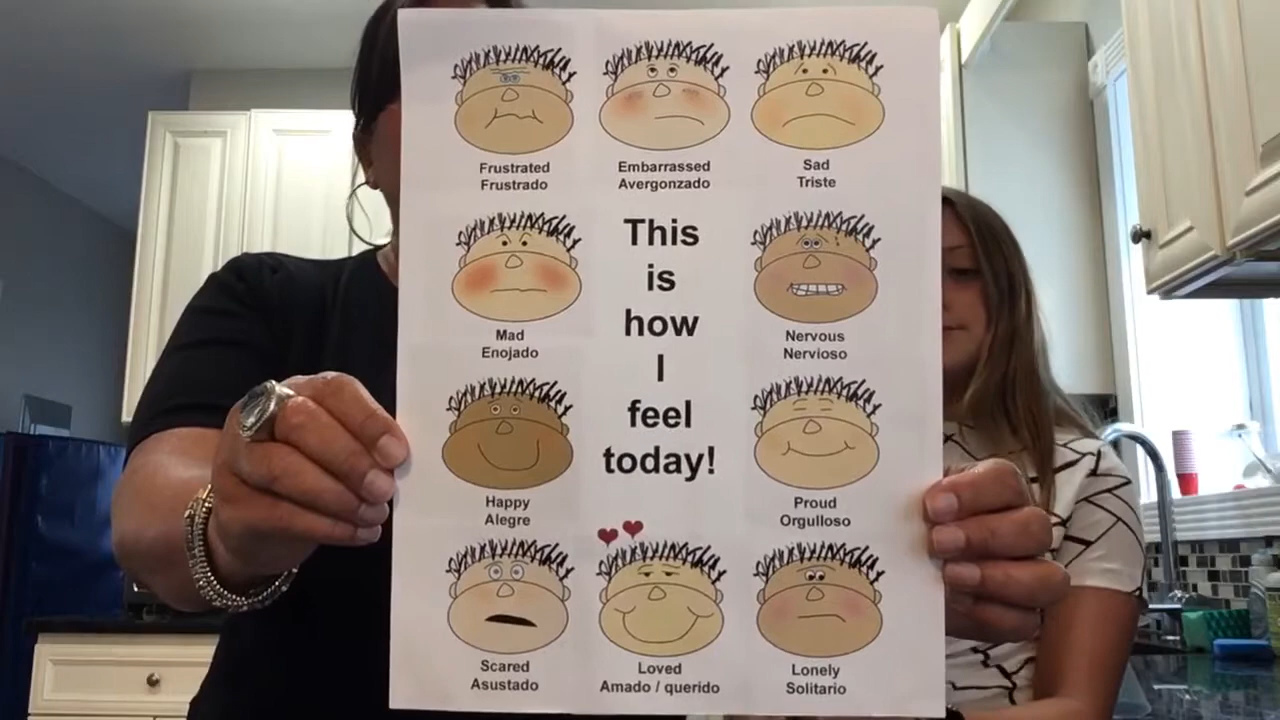 Frustrated
Frustrado
Embarrassed
Avergonzado
Sad
Triste
This
is
how
I
feel
today!
Mad
Enojado
Nervous
Nervioso
Happy
Alegre
Proud
Orgulloso
Scared
Asustado
Loved
Amado / querido
Lonely
Solitario